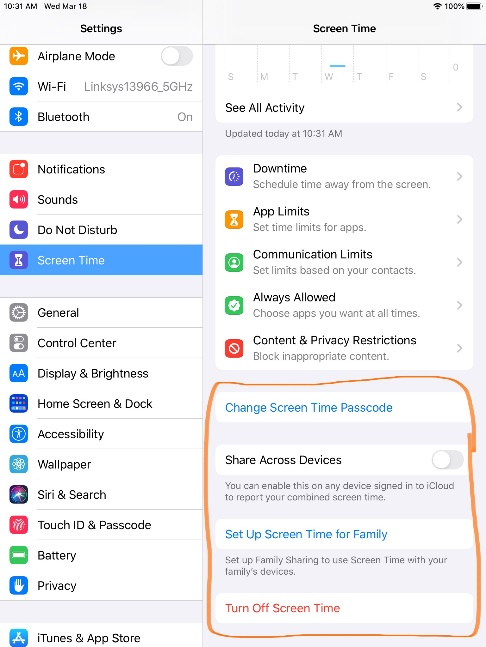 10:31 AM Wed Mar 18
100%
Settings
Airplane Mode
Wi-Fi Linksys13966_5GHz
Bluetooth On
Notifications
Sounds
Do Not Disturb
Screen Time
General
Control Center
AA Display & Brightness
Home Screen & Dock
Accessibility
Wallpaper
Siri & Search
Touch ID & Passcode
Battery
Privacy
iTunes & App Store
Screen Time
0
S M T W T F S
See All Activity
Updated today at 10:31 AM
Downtime
Schedule time away from the screen.
App Limits
Set time limits for apps.
Communication Limits
Set limits based on your contacts.
Always Allowed
Choose apps you want at all times.
Content & Privacy Restrictions
Block inappropriate content.
Change Screen Time Passcode
Share Across Devices
You can enable this on any device signed in to iCloud
to report your combined screen time.
Set Up Screen Time for Family
Set up Family Sharing to use Screen Time with your
family's devices.
Turn Off Screen Time